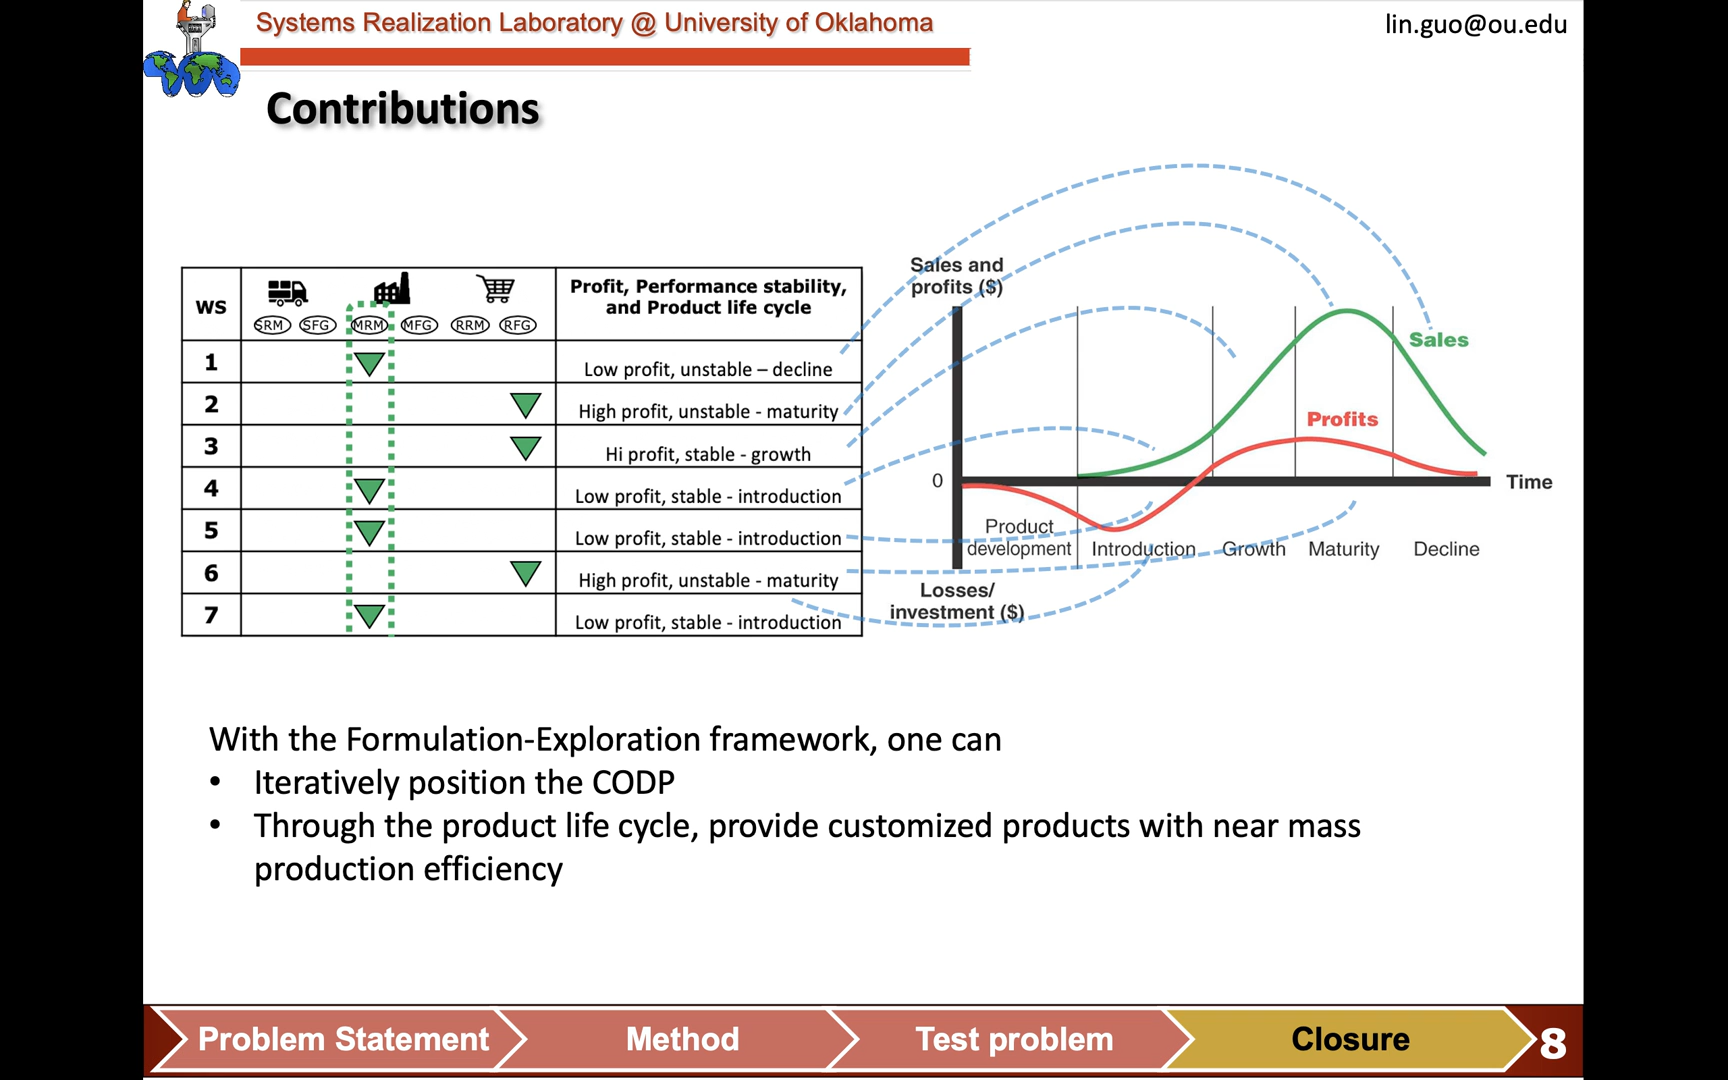 Systems Realization Laboratory @ University of Oklahoma
lin.guo@ou.edu
Contributions
WS
SRM SFG MRM MFG RRM RFG
Profit, Performance stability,
and Product life cycle
1 Low profit, unstable – decline
2 High profit, unstable - maturity
3 Hi profit, stable - growth
4 Low profit, stable - introduction
5 Low profit, stable - introduction
6 High profit, unstable - maturity
7 Low profit, stable - introduction
Sales and
profits ($)
Sales
Profits
0
Time
Product
development
Introduction
Growth
Maturity
Decline
Losses/
investment ($)
With the Formulation-Exploration framework, one can
• Iteratively position the CODP
• Through the product life cycle, provide customized products with near mass
production efficiency
Problem Statement
Method
Test problem
Closure
8